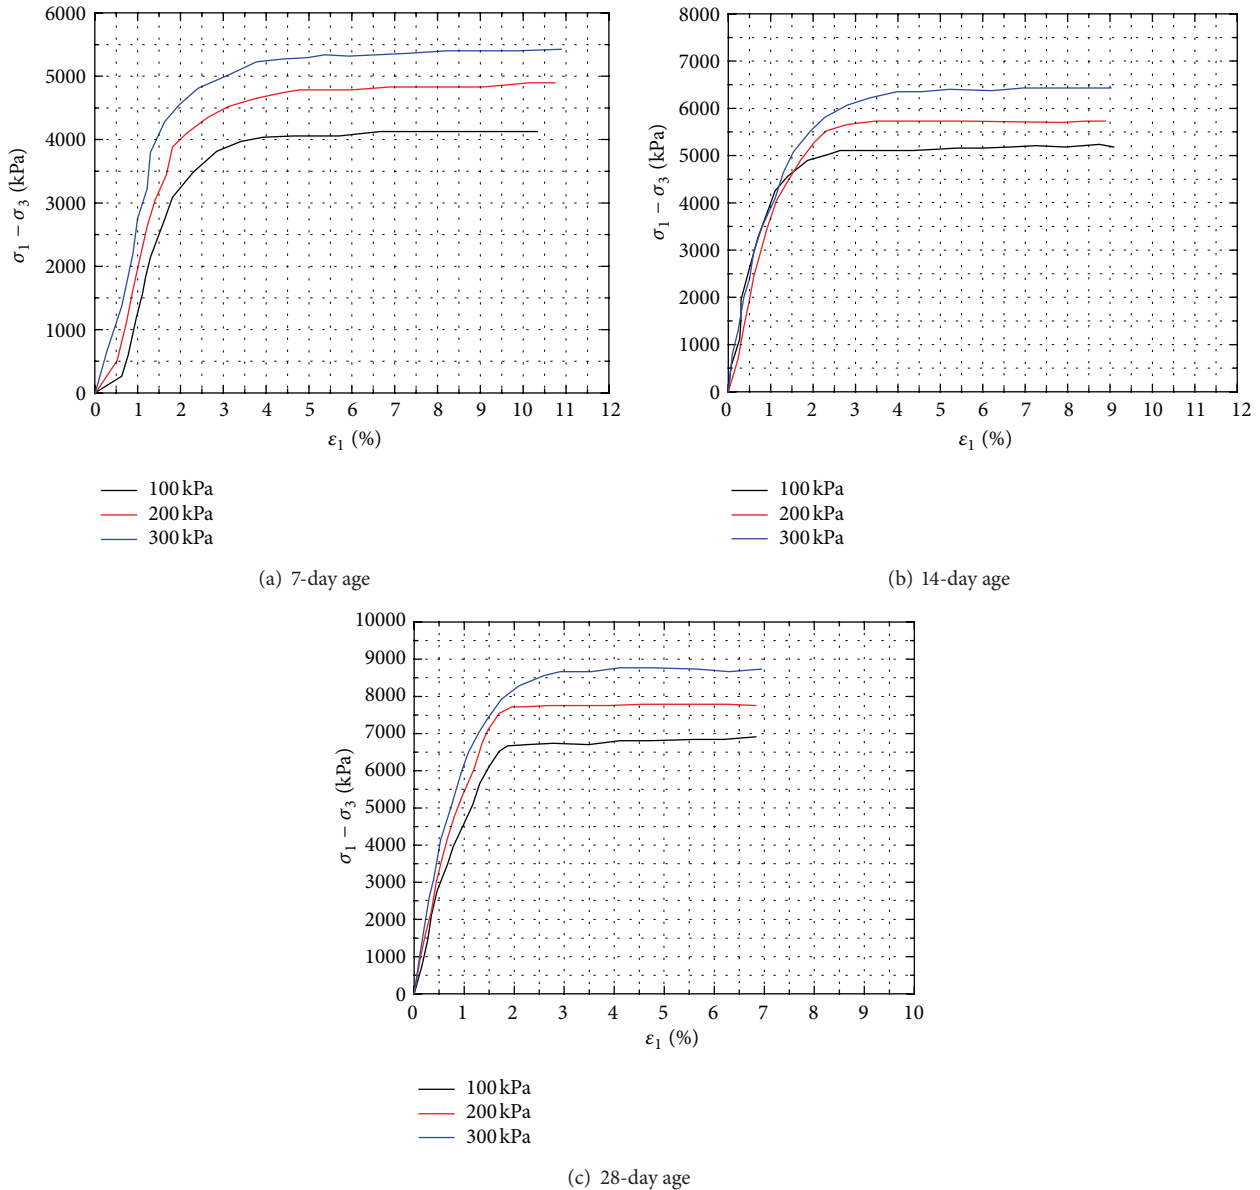 6000
5000
4000
3000
2000
1000
0
σ1 − σ3 (kPa)
0 1 2 3 4 5 6 7 8 9 10 11 12
ε1 (%)
100 kPa
200 kPa
300 kPa
(a) 7-day age
8000
7000
6000
5000
4000
3000
2000
1000
0
σ1 − σ3 (kPa)
0 1 2 3 4 5 6 7 8 9 10 11 12
ε1 (%)
100 kPa
200 kPa
300 kPa
(b) 14-day age
10000
9000
8000
7000
6000
5000
4000
3000
2000
1000
0
σ1 − σ3 (kPa)
0 1 2 3 4 5 6 7 8 9 10
ε1 (%)
100 kPa
200 kPa
300 kPa
(c) 28-day age